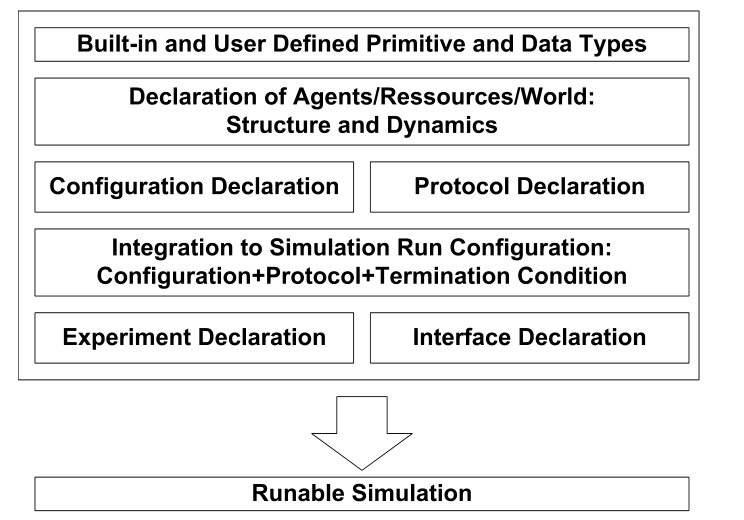 Built-in and User Defined Primitive and Data Types
Declaration of Agents/Ressources/World:
Structure and Dynamics
Configuration Declaration
Protocol Declaration
Integration to Simulation Run Configuration:
Configuration+Protocol+Termination Condition
Experiment Declaration
Interface Declaration
Runable Simulation